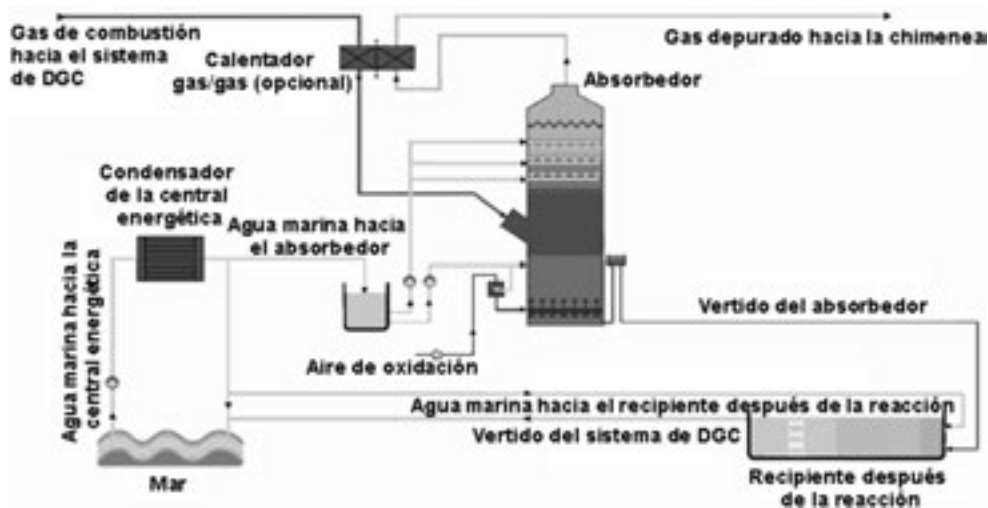 Gas de combustión
hacia el sistema
de DGC
Calentador
gas/gas (opcional)
Gas depurado hacia la chimenear
Absorbedor
Condensador
de la central
energética
Agua marina hacia
el absorbedor
Agua marina hacia la
central energética
Vertido del absorbedor
Aire de oxidación
Agua marina hacia el recipiente después de la reacción
Vertido del sistema de DGC
Mar
Recipiente después
de la reacción